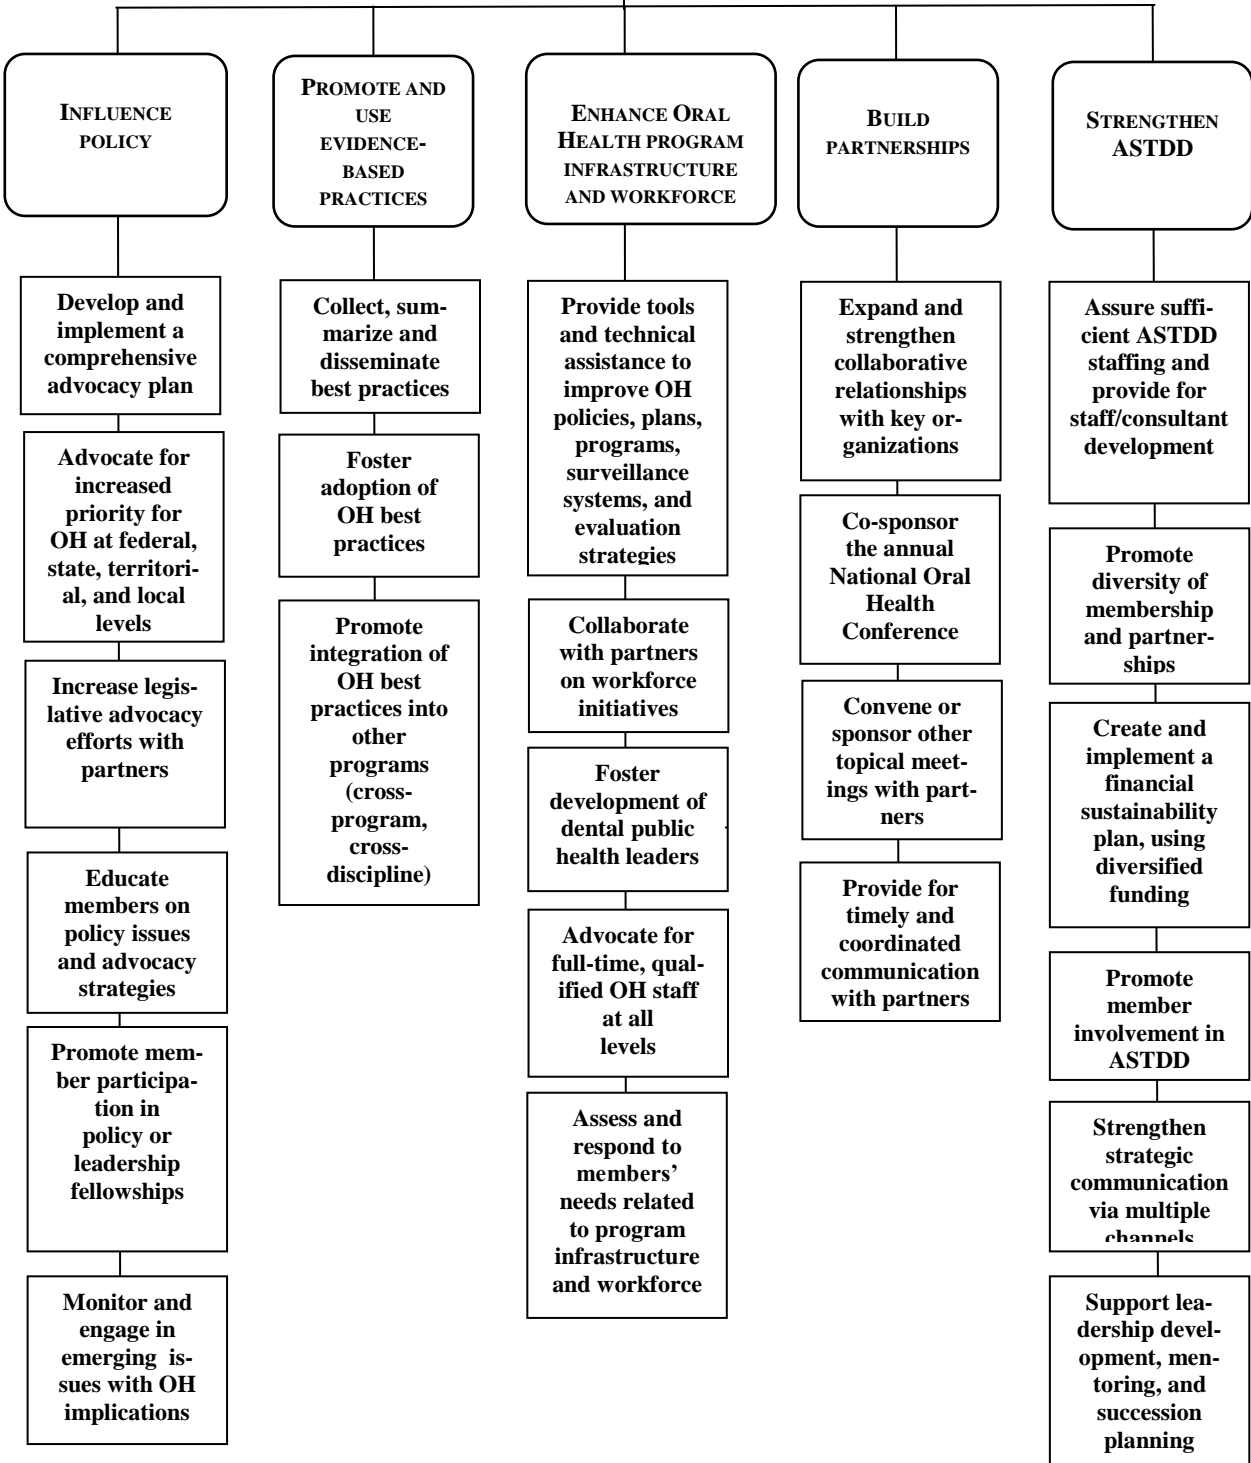 INFLUENCE
POLICY
Develop and
implement a
comprehensive
advocacy plan
Advocate for
increased
priority for
OH at federal,
state, territori-
al, and local
levels
Increase legis-
lative advocacy
efforts with
partners
Educate
members on
policy issues
and advocacy
strategies
Promote mem-
ber participa-
tion in
policy or
leadership
fellowships
Monitor and
engage in
emerging is-
sues with OH
implications
PROMOTE AND
USE
EVIDENCE-
BASED
PRACTICES
Collect, sum-
marize and
disseminate
best practices
Foster
adoption of
OH best
practices
Promote
integration of
OH best
practices into
other
programs
(cross-
program,
cross-
discipline)
ENHANCE ORAL
HEALTH PROGRAM
INFRASTRUCTURE
AND WORKFORCE
Provide tools
and technical
assistance to
improve OH
policies, plans,
programs,
surveillance
systems, and
evaluation
strategies
Collaborate
with partners
on workforce
initiatives
Foster
development of
dental public
health leaders
Advocate for
full-time, qual-
ified OH staff
at all
levels
Assess and
respond to
members’
needs related
to program
infrastructure
and workforce
BUILD
PARTNERSHIPS
Expand and
strengthen
collaborative
relationships
with key or-
ganizations
Co-sponsor
the annual
National Oral
Health
Conference
Convene or
sponsor other
topical meet-
ings with part-
ners
Provide for
timely and
coordinated
communication
with partners
STRENGTHEN
ASTDD
Assure suffi-
cient ASTDD
staffing and
provide for
staff/consultant
development
Promote
diversity of
membership
and partner-
ships
Create and
implement a
financial
sustainability
plan, using
diversified
funding
Promote
member
involvement in
ASTDD
Strengthen
strategic
communication
via multiple
channels
Support lea-
dership devel-
opment, men-
toring, and
succession
planning